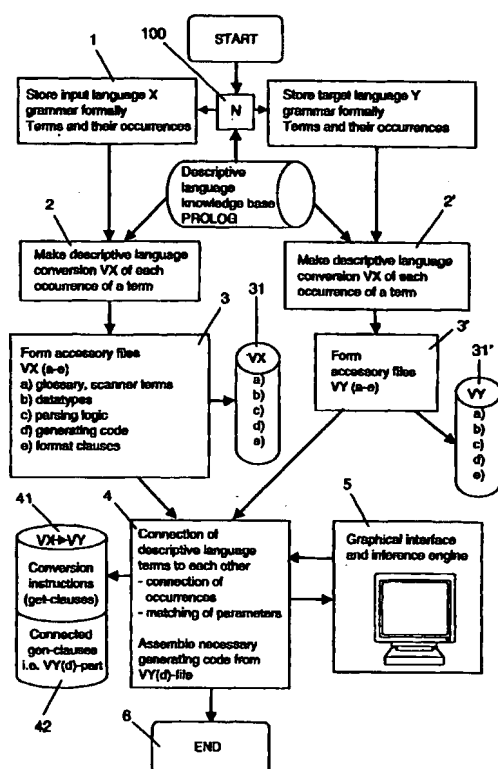 START
1
100
Store input language X
grammar formally
Terms and their occurrences
N
Store target language Y
grammar formally
Terms and their occurrences
Descriptive
language
knowledge base
PROLOG
2
2'
Make descriptive language
conversion VX of each
occurrence of a term
Make descriptive language
conversion VX of each
occurrence of a term
3
31
3'
31'
Form accessory files
VX (a-e)
a) glossary, scanner terms
b) datatypes
c) parsing logic
d) generating code
e) format clauses
VX
a)
b)
c)
d)
e)
Form
accessory files
VY (a-e)
VY
a)
b)
c)
d)
e)
41
4
5
VX▶VY
Conversion
instructions
(get-clauses)
Connected
gen-clauses
i.e. VY(d)-part
42
Connection of
descriptive language
terms to each other
- connection of
occurrences
- matching of parameters
Assemble necessary
generating code from
VY(d)-file
Graphical interface
and inference engine
6
END